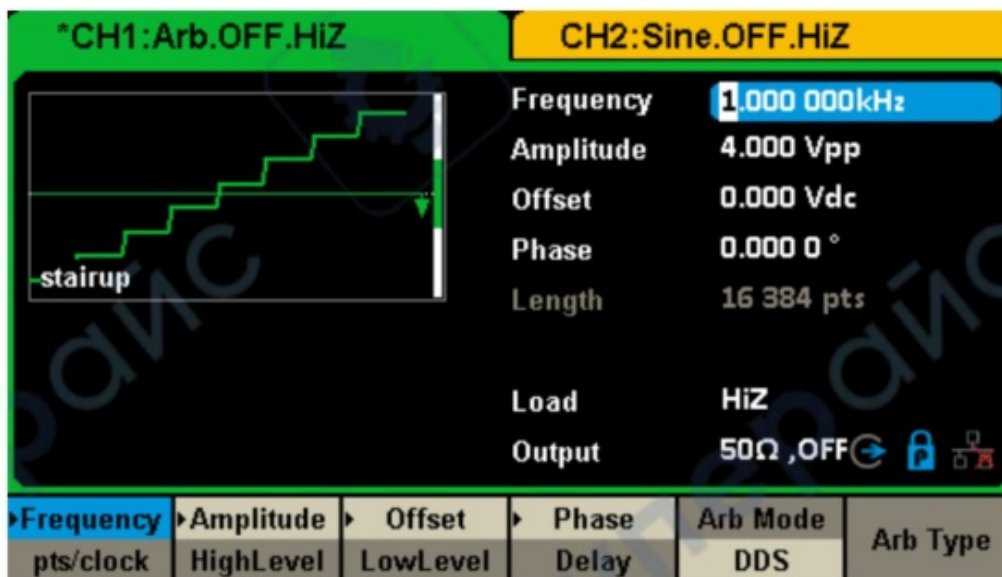 *CH1:Arb.OFF.HiZ CH2:Sine.OFF.HiZ
Frequency 1.000 000kHz
Amplitude 4.000 Vpp
Offset 0.000 Vdc
Phase 0.000 0 °
Length 16 384 pts
stairup
Load HiZ
Output 50Ω ,OFF
Frequency Amplitude Offset Phase Arb Mode Arb Type
pts/clock HighLevel LowLevel Delay DDS